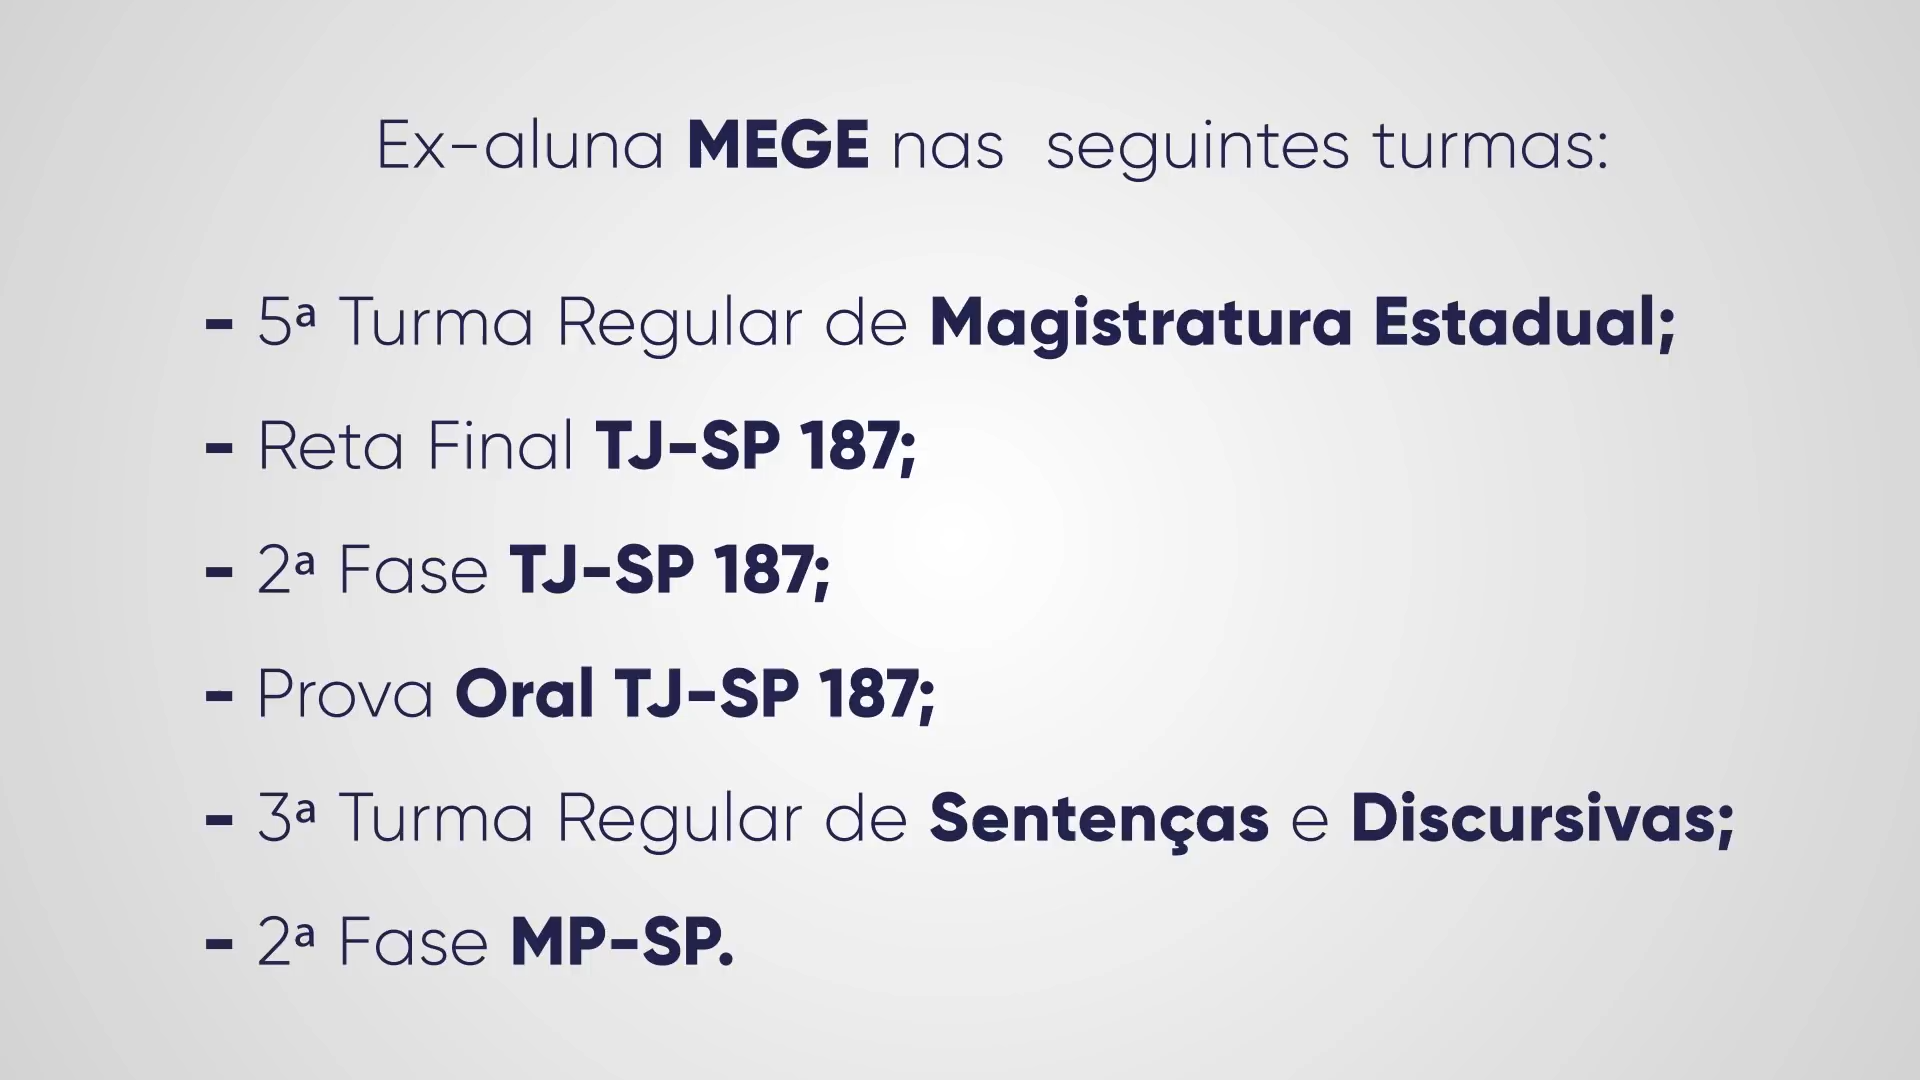 Ex-aluna MEGE nas seguintes turmas:
- 5ª Turma Regular de Magistratura Estadual;
- Reta Final TJ-SP 187;
- 2ª Fase TJ-SP 187;
- Prova Oral TJ-SP 187;
- 3ª Turma Regular de Sentenças e Discursivas;
- 2ª Fase MP-SP.